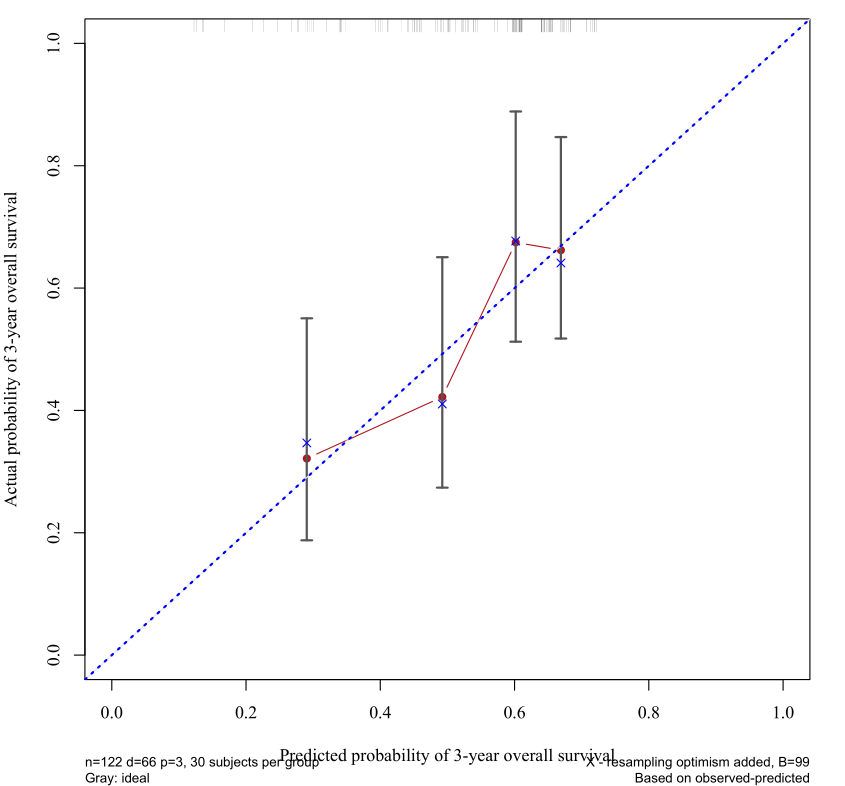 1.0
0.8
0.6
0.4
0.2
0.0
Actual probability of 3-year overall survival
0.0 0.2 0.4 0.6 0.8 1.0
Predicted probability of 3-year overall survival
n=122 d=66 p=3, 30 subjects per group
X - resampling optimism added, B=99
Gray: ideal
Based on observed-predicted